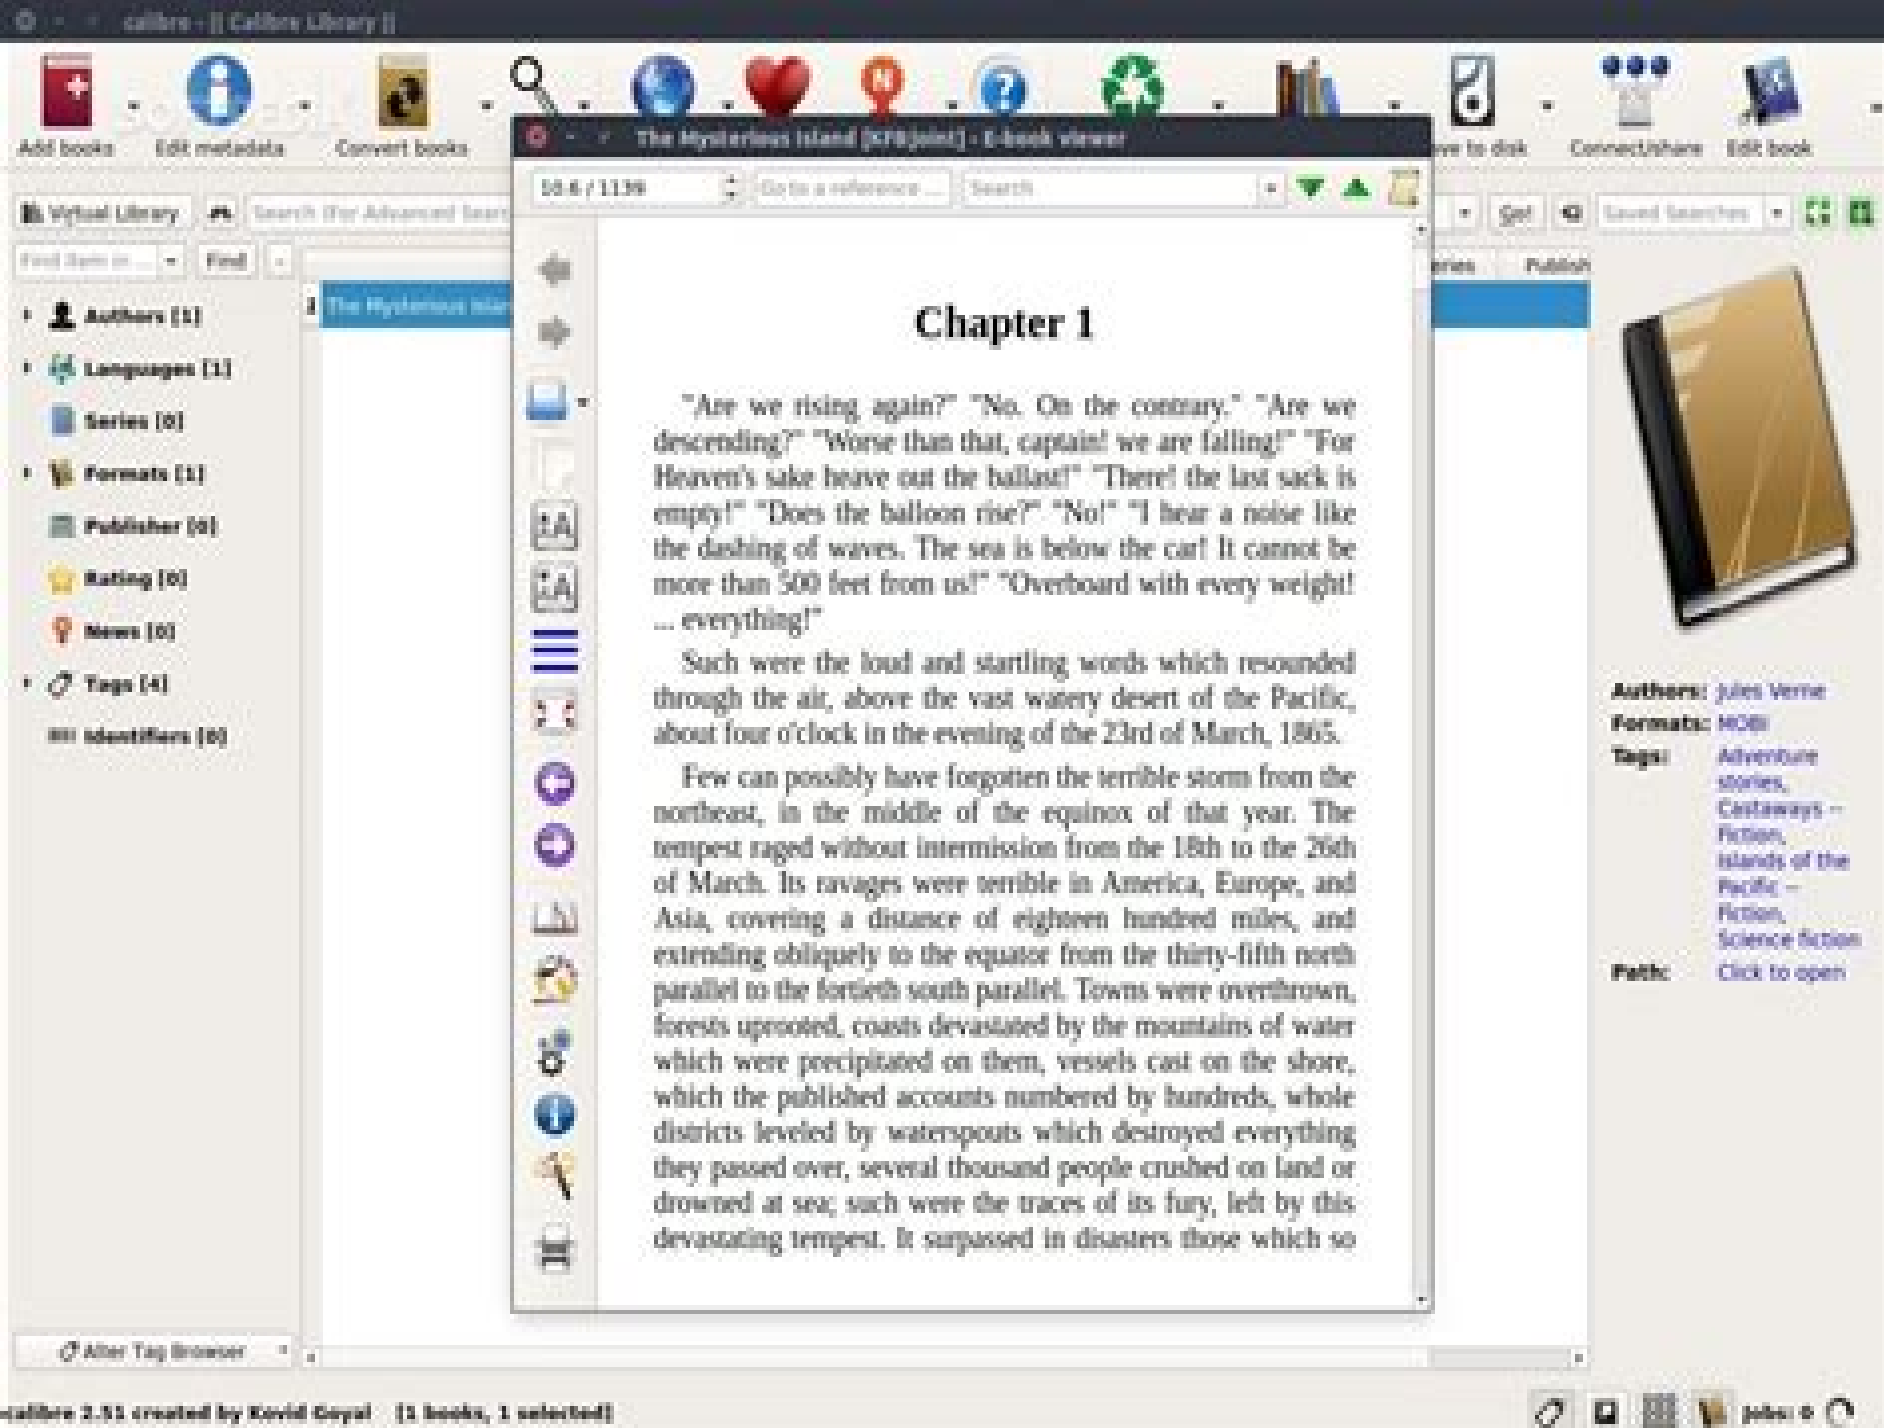 calibre - || Calibre Library ||
Add books
Edit metadata
Convert books
ve to disk
Connect/share
Edit book
The Mysterious Island [KF8joint] - E-book viewer
10.6 / 1139
Go to a reference ...
Search
Virtual Library
Search (For Advanced Sear
Go!
Saved Searches
Find item in ...
Find
eries
Publish
Authors [1]
Languages [1]
Series [0]
Formats [1]
Publisher [0]
Rating [0]
News [0]
Tags [4]
Identifiers [0]
1 The Mysterious Islan
Chapter 1
"Are we rising again?" "No. On the contrary." "Are we
descending?" "Worse than that, captain! we are falling!" "For
Heaven's sake heave out the ballast!" "There! the last sack is
empty!" "Does the balloon rise?" "No!" "I hear a noise like
the dashing of waves. The sea is below the car! It cannot be
more than 500 feet from us!" "Overboard with every weight!
... everything!"
Such were the loud and startling words which resounded
through the air, above the vast watery desert of the Pacific,
about four o'clock in the evening of the 23rd of March, 1865.
Few can possibly have forgotten the terrible storm from the
northeast, in the middle of the equinox of that year. The
tempest raged without intermission from the 18th to the 26th
of March. Its ravages were terrible in America, Europe, and
Asia, covering a distance of eighteen hundred miles, and
extending obliquely to the equator from the thirty-fifth north
parallel to the fortieth south parallel. Towns were overthrown,
forests uprooted, coasts devastated by the mountains of water
which were precipitated on them, vessels cast on the shore,
which the published accounts numbered by hundreds, whole
districts leveled by waterspouts which destroyed everything
they passed over, several thousand people crushed on land or
drowned at sea; such were the traces of its fury, left by this
devastating tempest. It surpassed in disasters those which so
Authors: Jules Verne
Formats: MOBI
Tags: Adventure
stories,
Castaways --
Fiction,
Islands of the
Pacific --
Fiction,
Science fiction
Path: Click to open
Alter Tag Browser
calibre 2.51 created by Kovid Goyal [1 books, 1 selected]
Jobs: 0